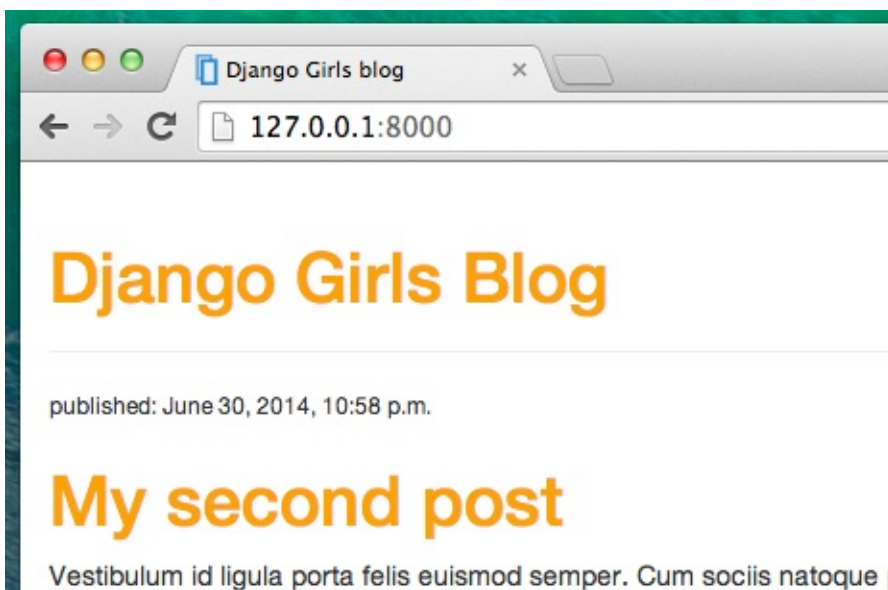 Django Girls blog
127.0.0.1:8000
Django Girls Blog
published: June 30, 2014, 10:58 p.m.
My second post
Vestibulum id ligula porta felis euismod semper. Cum sociis natoque